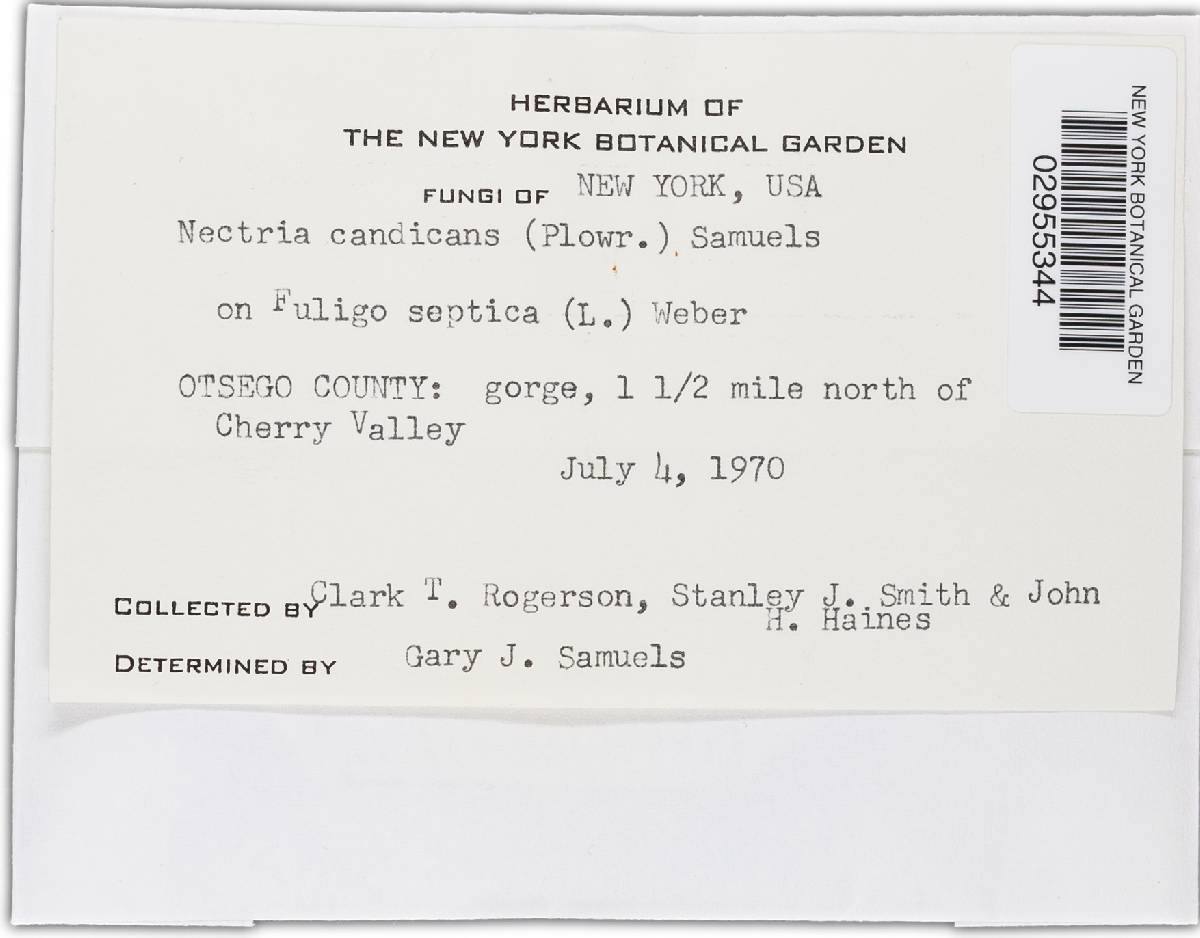 HERBARIUM OF
THE NEW YORK BOTANICAL GARDEN
FUNGI OF NEW YORK, USA
Nectria candicans (Plowr.) Samuels
on Fuligo septica (L.) Weber
OTSEGO COUNTY: gorge, 1 1/2 mile north of
Cherry Valley
July 4, 1970
COLLECTED BY Clark T. Rogerson, Stanley J. Smith & John
H. Haines
DETERMINED BY Gary J. Samuels
NEW YORK BOTANICAL GARDEN
02955344